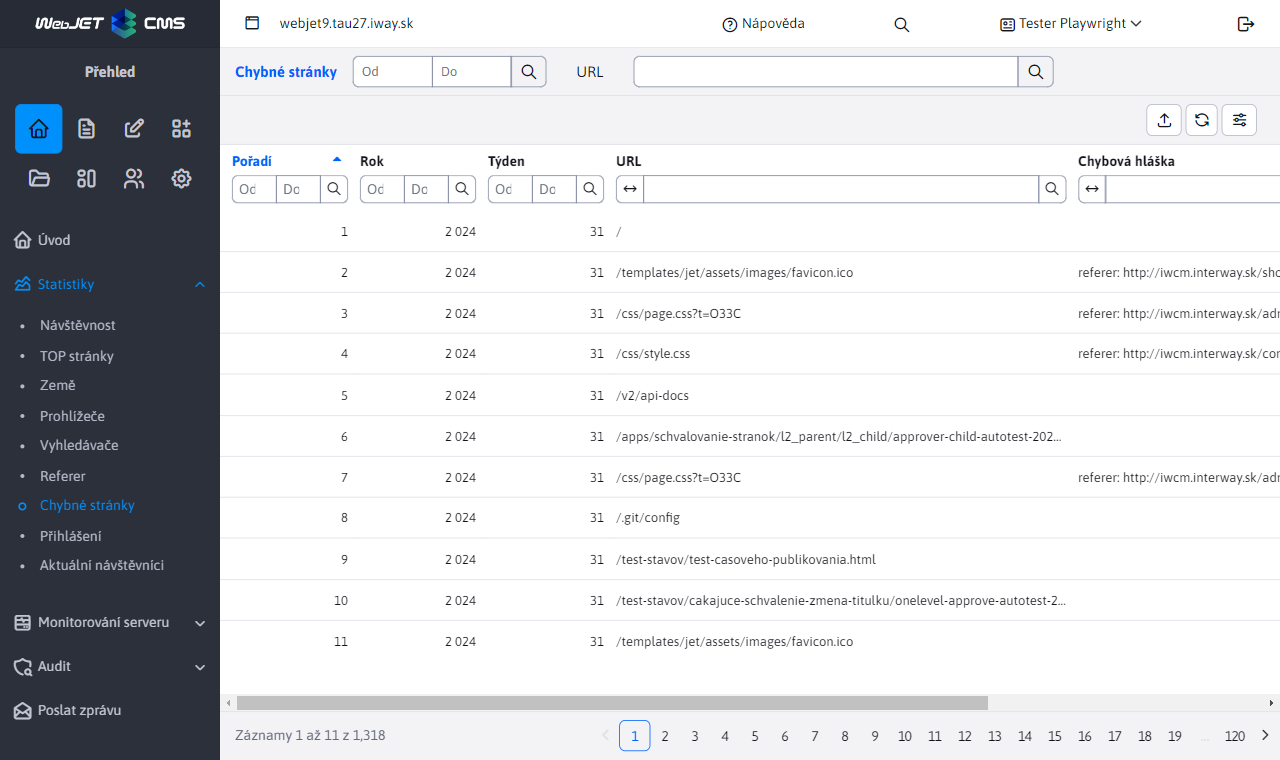 WebJET CMS
webjet9.tau27.iway.sk
Nápověda
Tester Playwright
Přehled
Chybné stránky
Od
Do
URL
Úvod
Statistiky
Návštěvnost
TOP stránky
Země
Prohlížeče
Vyhledávače
Referer
Chybné stránky
Přihlášení
Aktuální návštěvníci
Monitorování serveru
Audit
Poslat zprávu
Pořadí Rok Týden URL Chybová hláška
Od Do Od Do Od Do
1 2 024 31 /
2 2 024 31 /templates/jet/assets/images/favicon.ico referer: http://iwcm.interway.sk/sho
3 2 024 31 /css/page.css?t=O33C referer: http://iwcm.interway.sk/adr
4 2 024 31 /css/style.css referer: http://iwcm.interway.sk/cor
5 2 024 31 /v2/api-docs
6 2 024 31 /apps/schvalovanie-stranok/l2_parent/l2_child/approver-child-autotest-202...
7 2 024 31 /css/page.css?t=O33C referer: http://iwcm.interway.sk/adr
8 2 024 31 /.git/config
9 2 024 31 /test-stavov/test-casoveho-publikovania.html
10 2 024 31 /test-stavov/cakajuce-schvalenie-zmena-titulku/onelevel-approve-autotest-2...
11 2 024 31 /templates/jet/assets/images/favicon.ico
Záznamy 1 až 11 z 1,318
1 2 3 4 5 6 7 8 9 10 11 12 13 14 15 16 17 18 19 ... 120